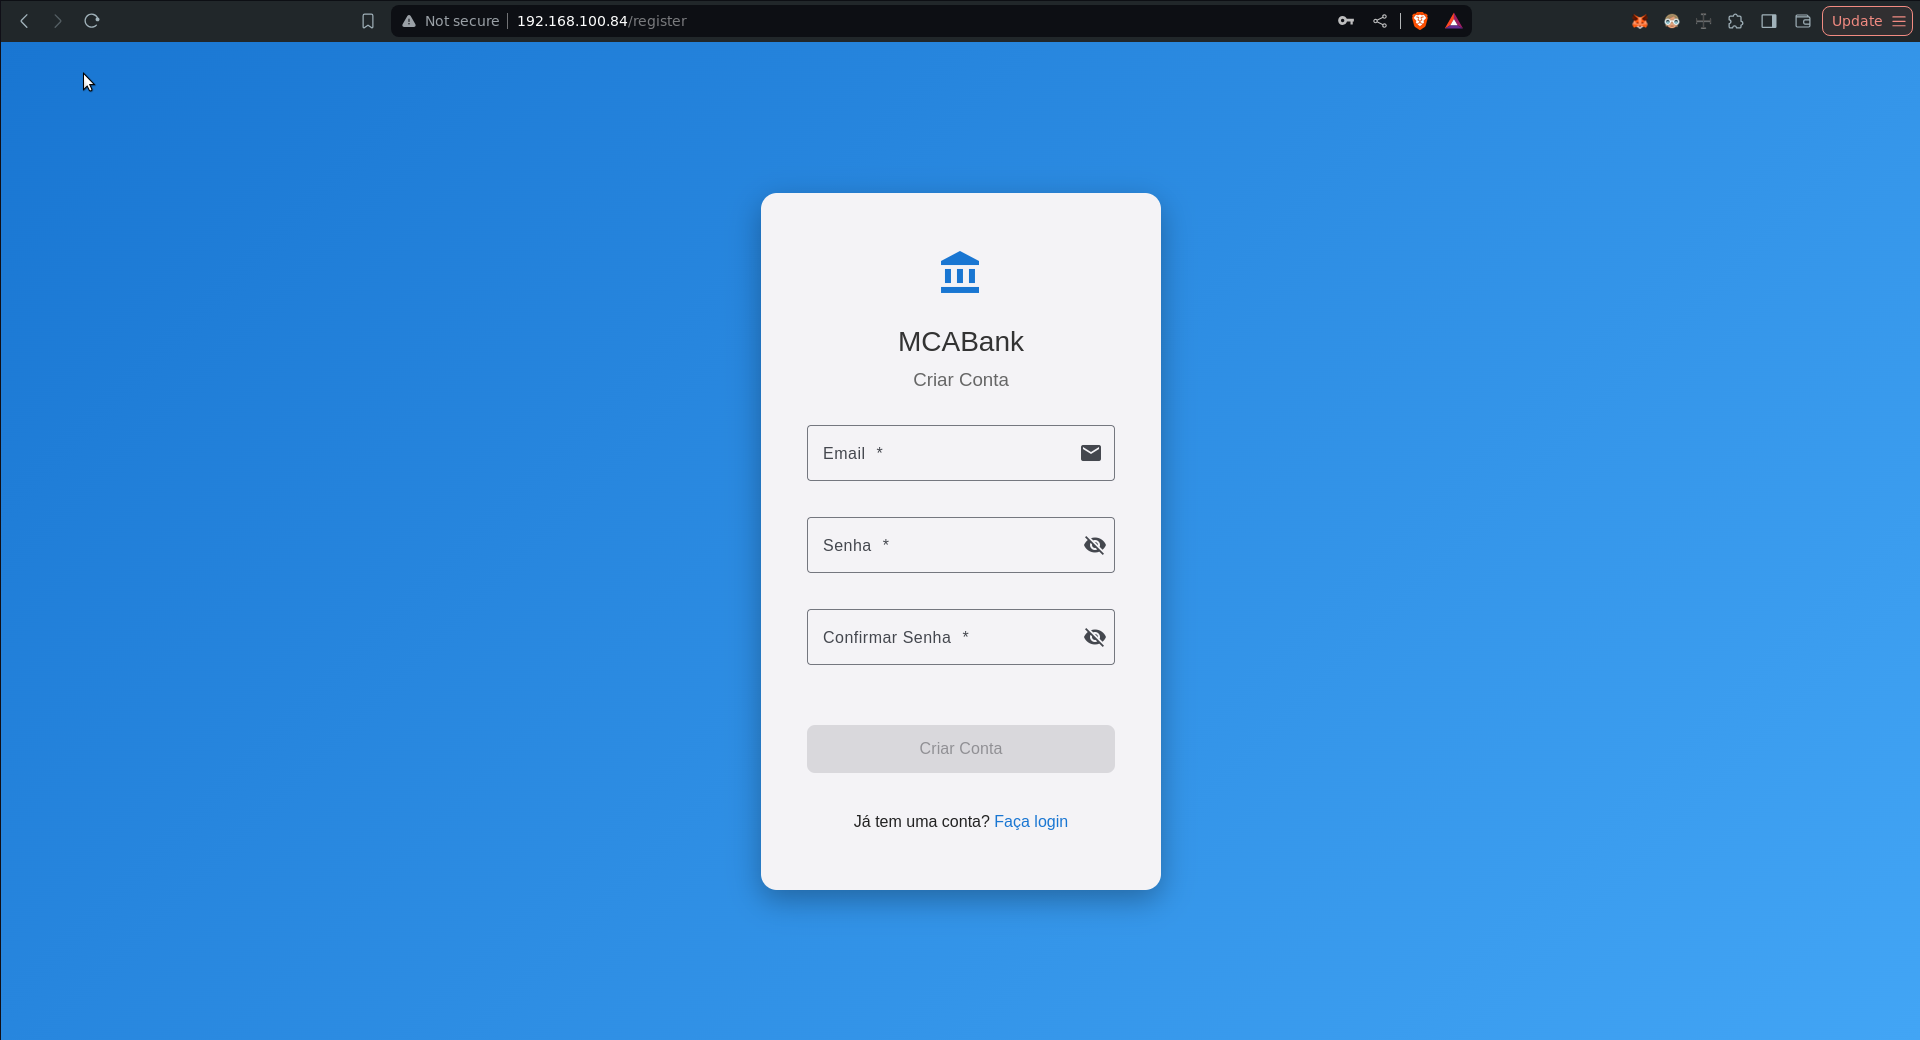 Not secure 192.168.100.84/register
Update
MCABank
Criar Conta
Email *
Senha *
Confirmar Senha *
Criar Conta
Já tem uma conta? Faça login